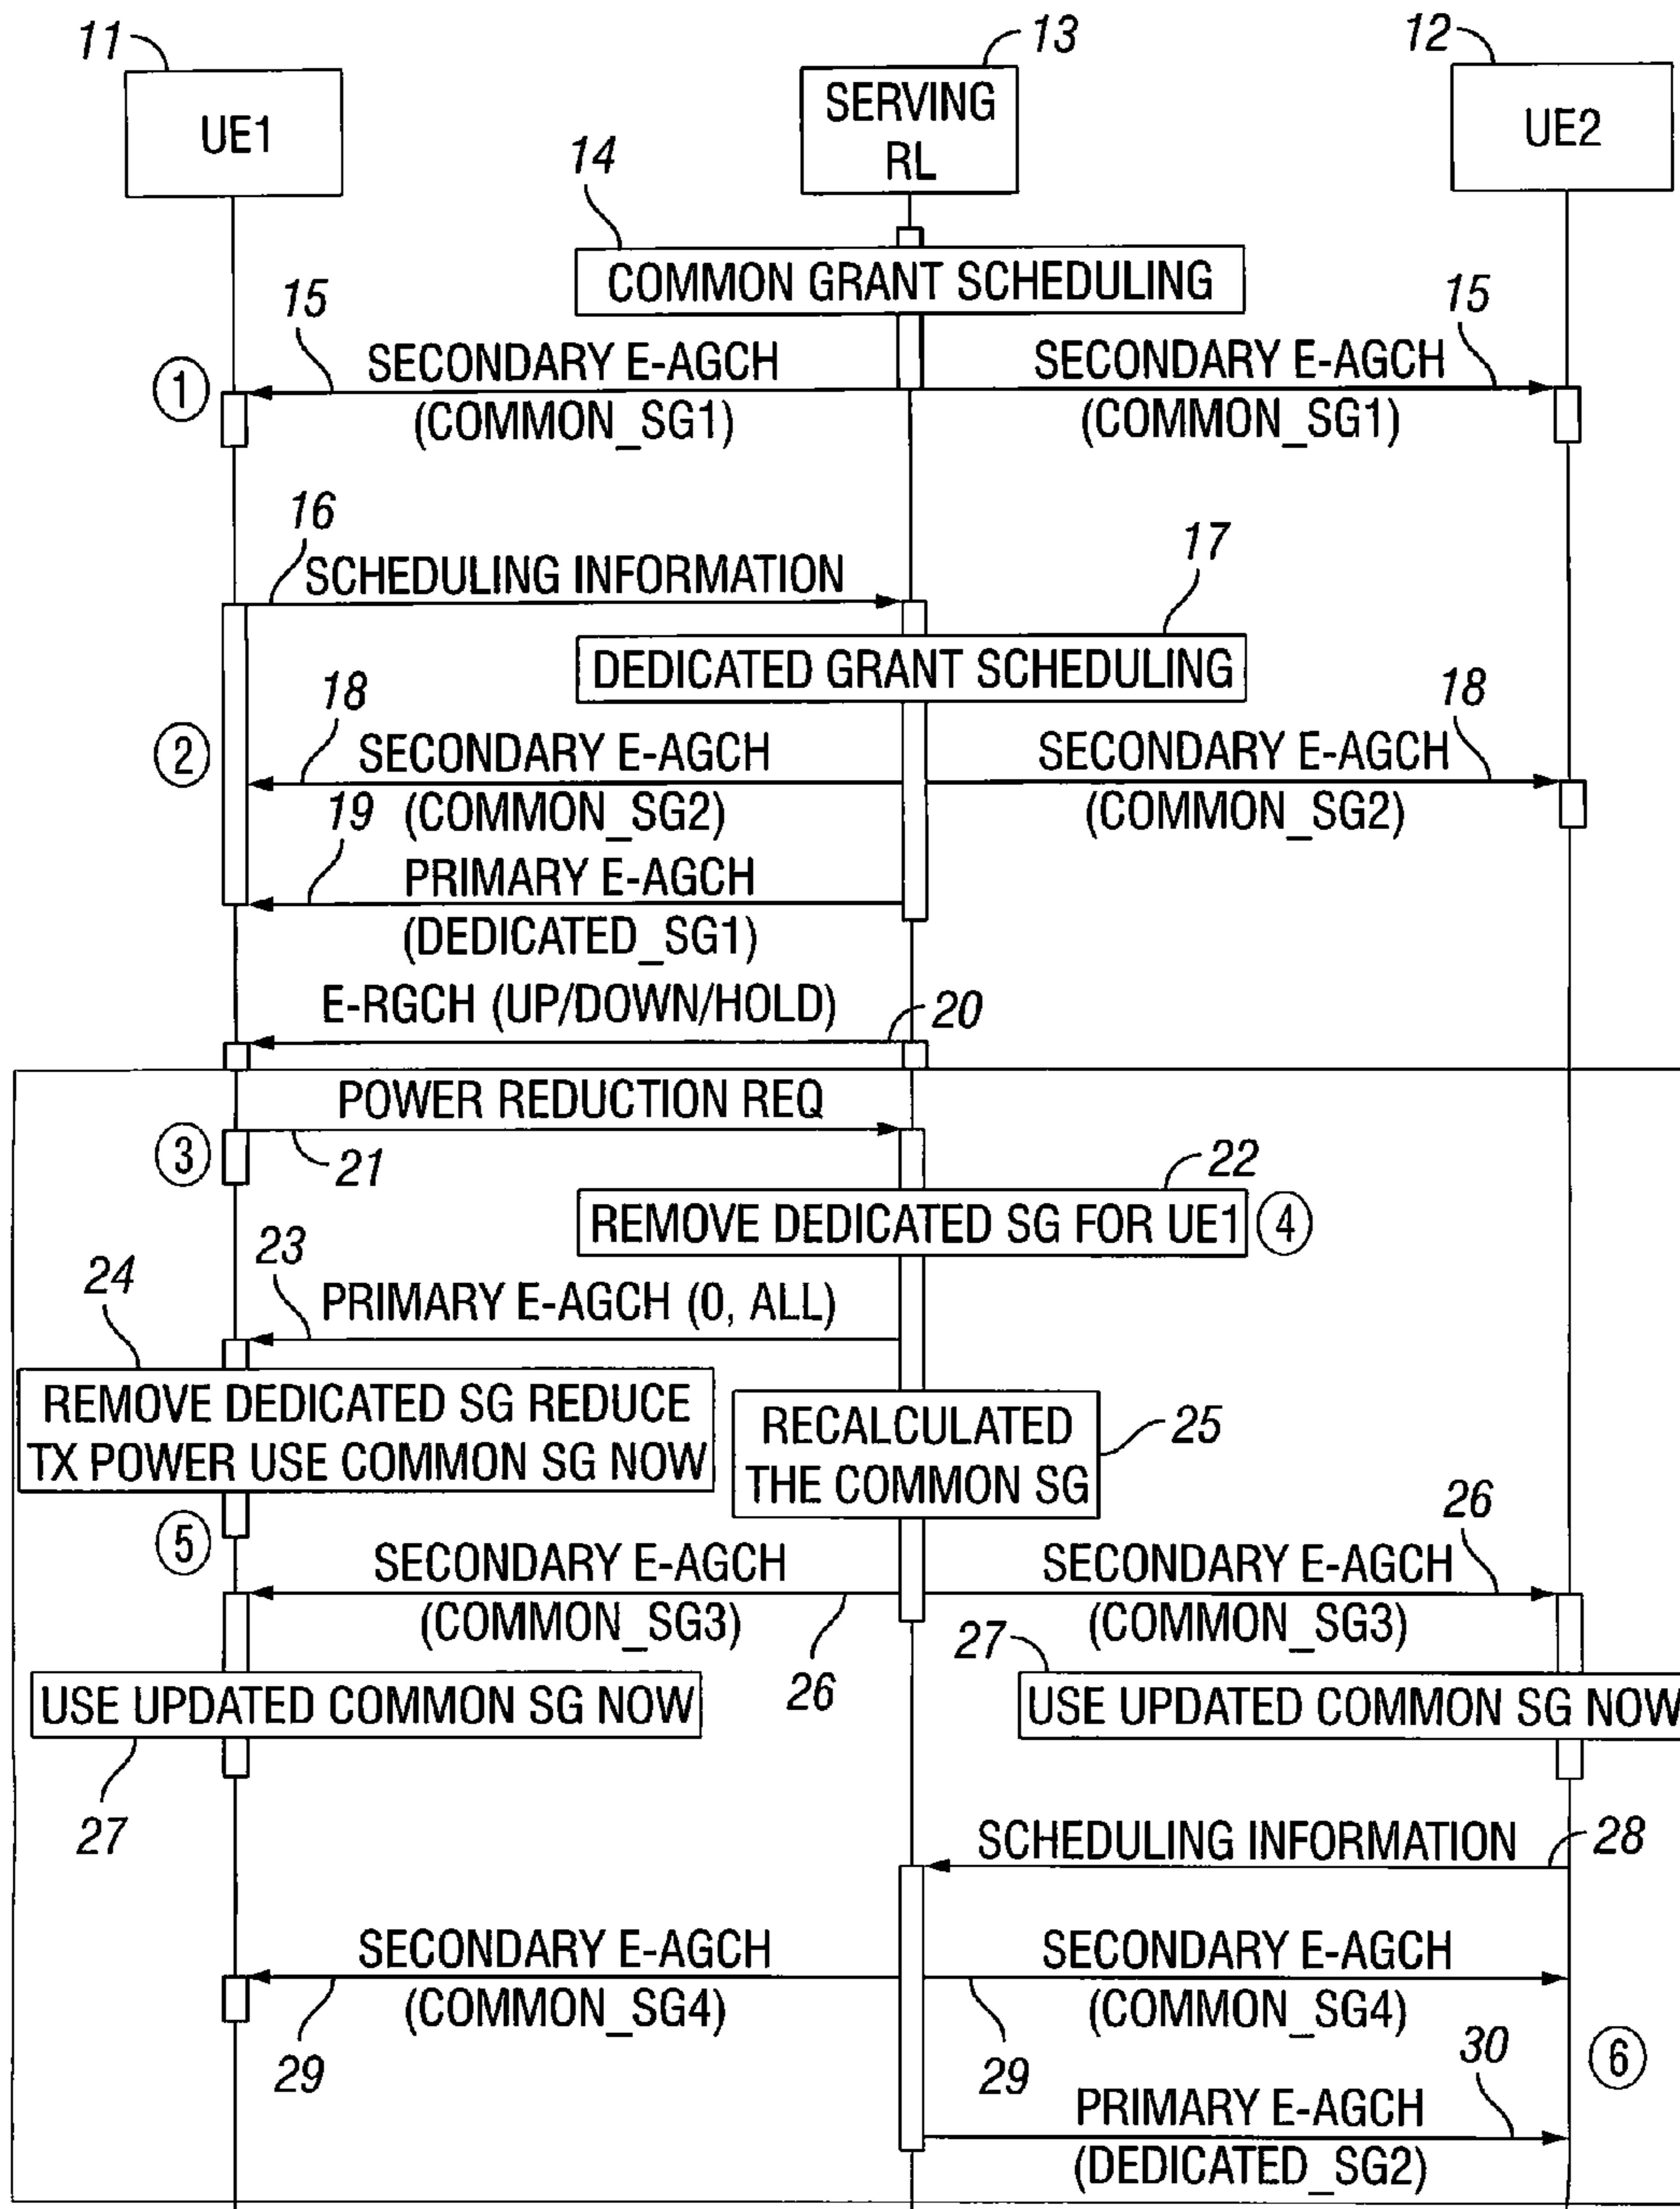 11
13
12
UE1
SERVING
RL
UE2
14
COMMON GRANT SCHEDULING
15
15
1
SECONDARY E-AGCH
(COMMON_SG1)
SECONDARY E-AGCH
(COMMON_SG1)
16
SCHEDULING INFORMATION
17
DEDICATED GRANT SCHEDULING
18
18
2
SECONDARY E-AGCH
(COMMON_SG2)
SECONDARY E-AGCH
(COMMON_SG2)
19
PRIMARY E-AGCH
(DEDICATED_SG1)
E-RGCH (UP/DOWN/HOLD)
20
POWER REDUCTION REQ
3
21
22
REMOVE DEDICATED SG FOR UE1
4
23
24
PRIMARY E-AGCH (0, ALL)
REMOVE DEDICATED SG REDUCE
TX POWER USE COMMON SG NOW
RECALCULATED
THE COMMON SG
25
5
26
SECONDARY E-AGCH
(COMMON_SG3)
SECONDARY E-AGCH
(COMMON_SG3)
26
27
USE UPDATED COMMON SG NOW
USE UPDATED COMMON SG NOW
27
SCHEDULING INFORMATION
28
SECONDARY E-AGCH
(COMMON_SG4)
SECONDARY E-AGCH
(COMMON_SG4)
29
29
30
6
PRIMARY E-AGCH
(DEDICATED_SG2)